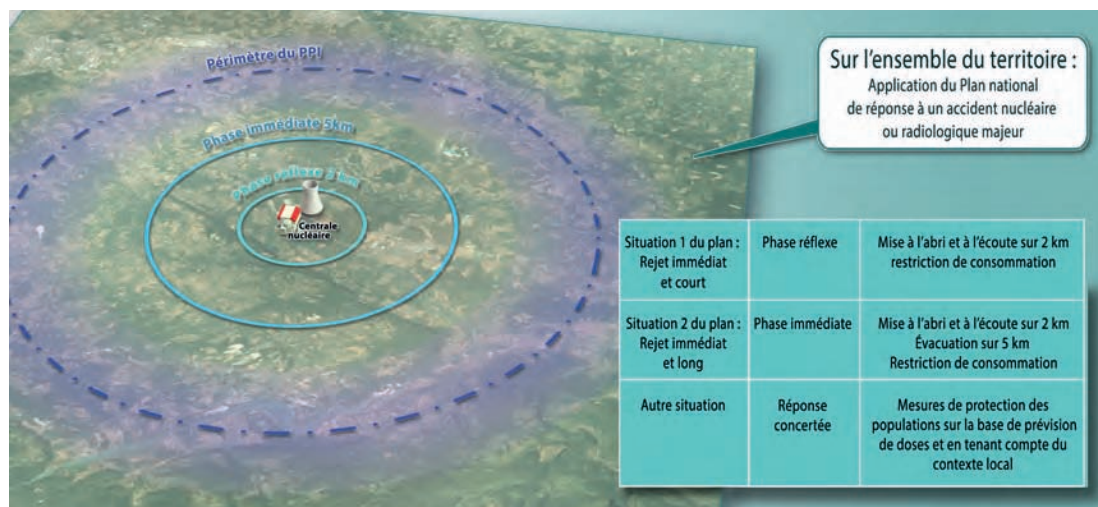 Périmètre du PPI
Phase immédiate 5km
Phase réflexe 2 km
Centrale
nucléaire
Sur l'ensemble du territoire :
Application du Plan national
de réponse à un accident nucléaire
ou radiologique majeur
Situation 1 du plan :
Rejet immédiat
et court
Phase réflexe
Mise à l'abri et à l'écoute sur 2 km
restriction de consommation
Situation 2 du plan :
Rejet immédiat
et long
Phase immédiate
Mise à l'abri et à l'écoute sur 2 km
Évacuation sur 5 km
Restriction de consommation
Autre situation
Réponse
concertée
Mesures de protection des
populations sur la base de prévision
de doses et en tenant compte du
contexte local